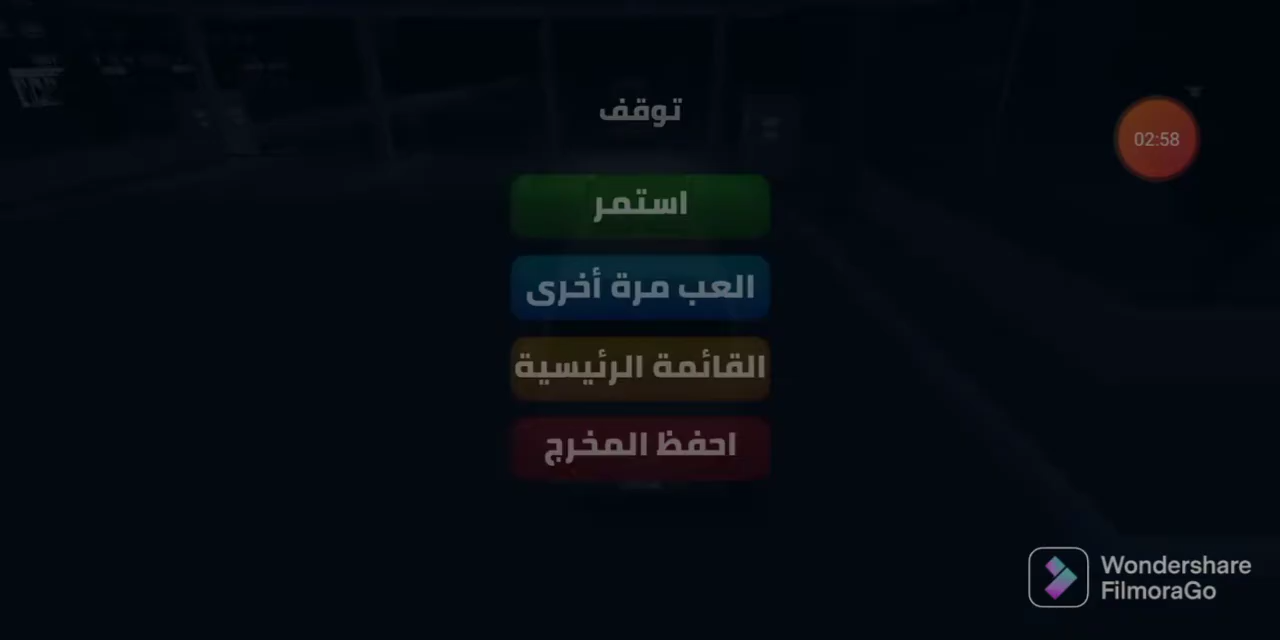 توقف
02:58
استمر
العب مرة أخرى
القائمة الرئيسية
احفظ المخرج
Wondershare
FilmoraGo